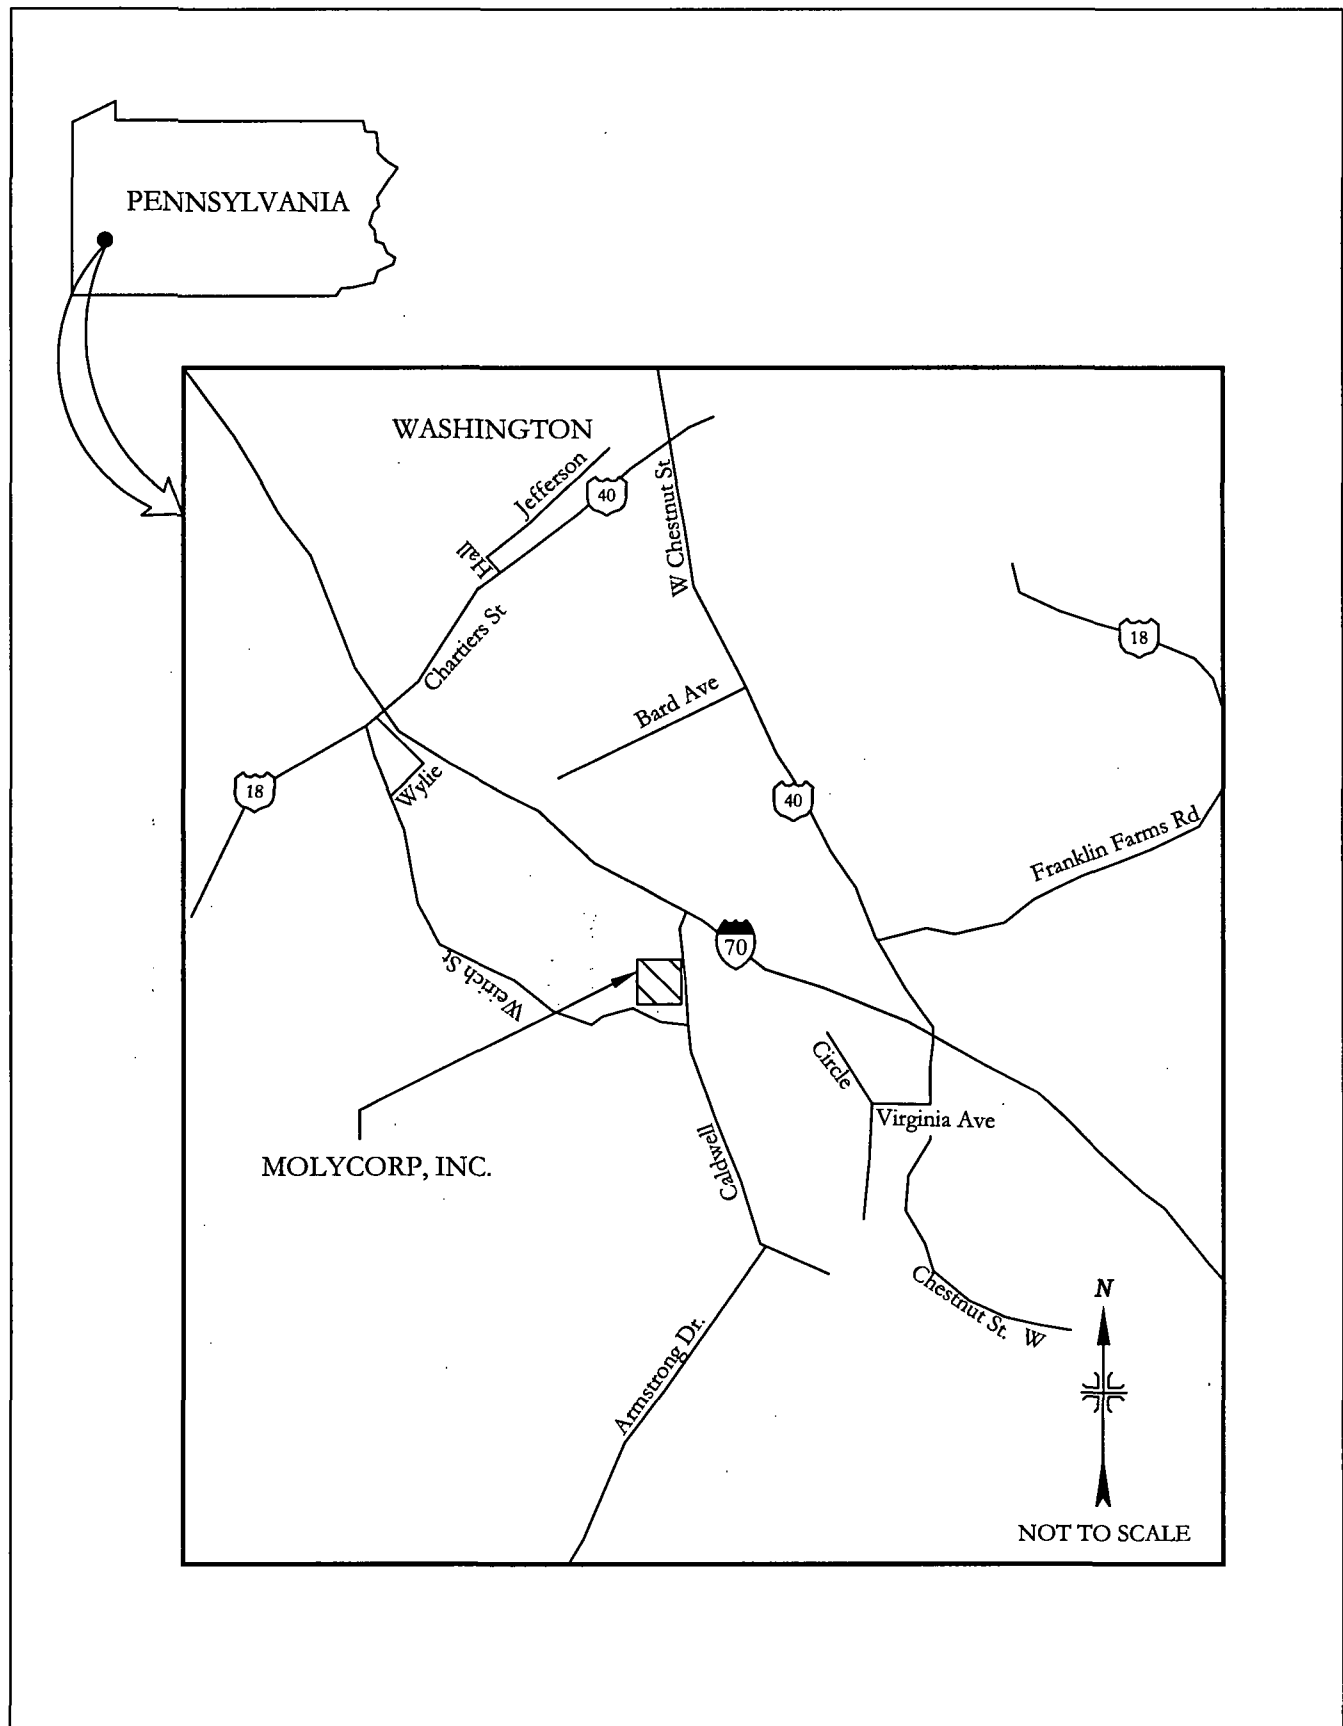 PENNSYLVANIA
WASHINGTON
Jefferson
40
Hall
W Chestnut St
Chartiers St
18
Bard Ave
Wylie
18
40
Franklin Farms Rd
70
Weirich St
Circle
Virginia Ave
Caldwell
MOLYCORP, INC.
Chestnut St. W
N
Armstrong Dr.
NOT TO SCALE